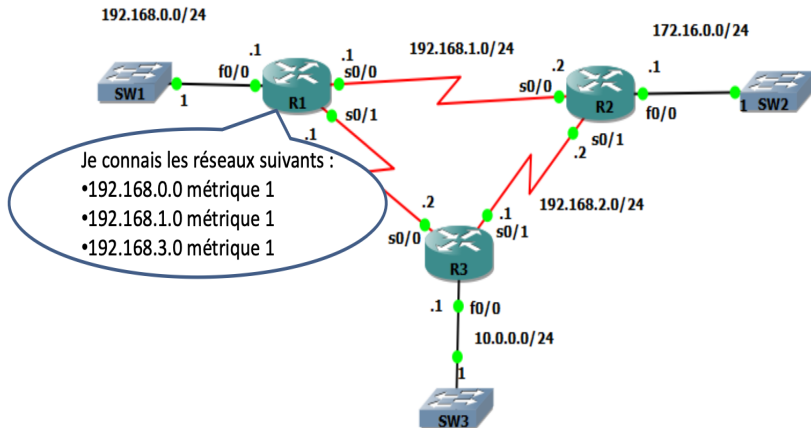 192.168.0.0/24
172.16.0.0/24
192.168.1.0/24
.1
f0/0
.1
s0/0
.2
s0/0
.1
f0/0
SW1
1
R1
R2
1
SW2
s0/1
.1
s0/1
.2
Je connais les réseaux suivants :
•192.168.0.0 métrique 1
•192.168.1.0 métrique 1
•192.168.3.0 métrique 1
.2
s0/0
.1
s0/1
192.168.2.0/24
R3
.1
f0/0
10.0.0.0/24
1
SW3